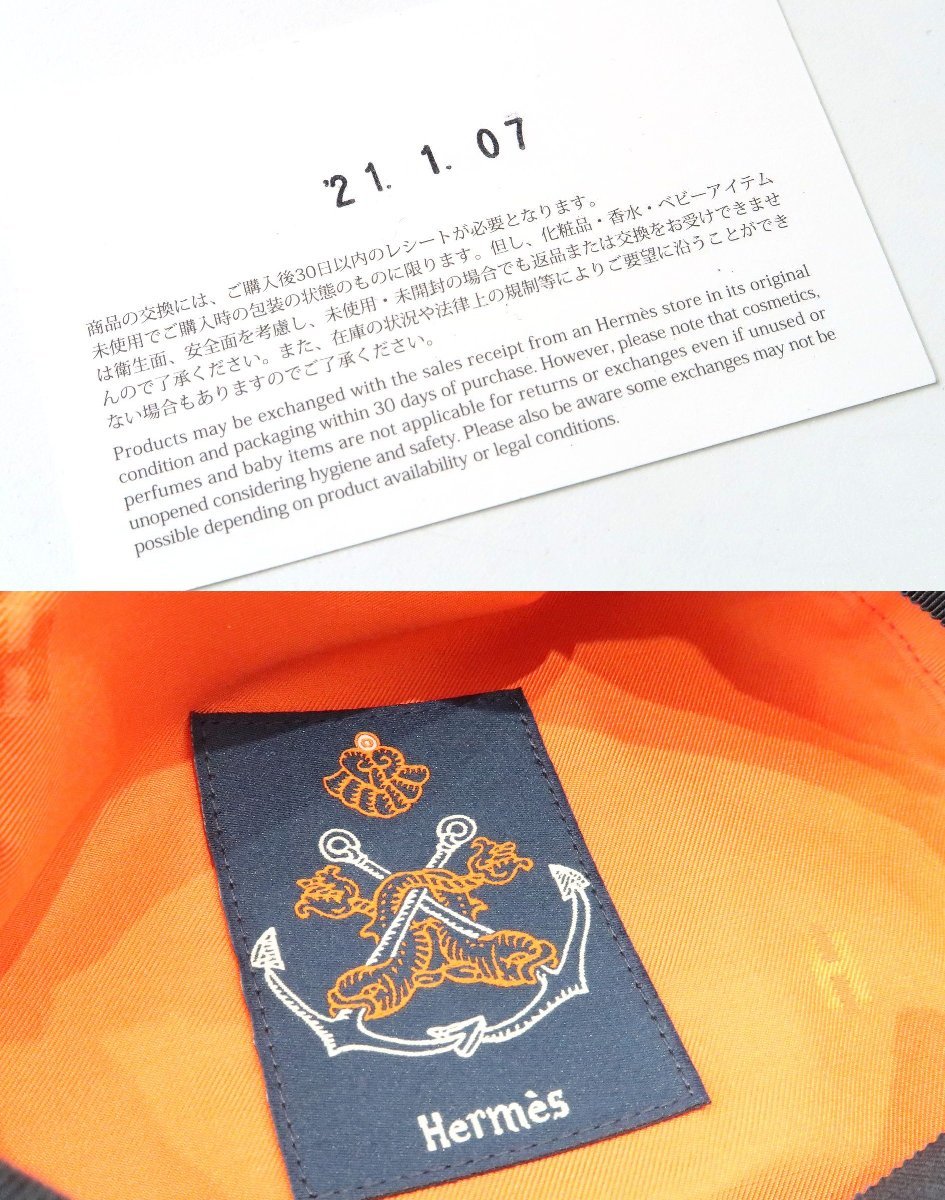 '21. 1. 07
商品の交換には、ご購入後30日以内のレシートが必要となります。
未使用でご購入時の包装の状態のものに限ります。但し、化粧品・香水・ベビーアイテム
は衛生面、安全面を考慮し、未使用・未開封の場合でも返品または交換をお受けできませ
んので了承ください。また、在庫の状況や法律上の規制等によりご要望に沿うことができ
ない場合もありますのでご了承ください。
Products may be exchanged with the sales receipt from an Hermès store in its original
condition and packaging within 30 days of purchase. However, please note that cosmetics,
perfumes and baby items are not applicable for returns or exchanges even if unused or
unopened considering hygiene and safety. Please also be aware some exchanges may not be
possible depending on product availability or legal conditions.
H
Hermès